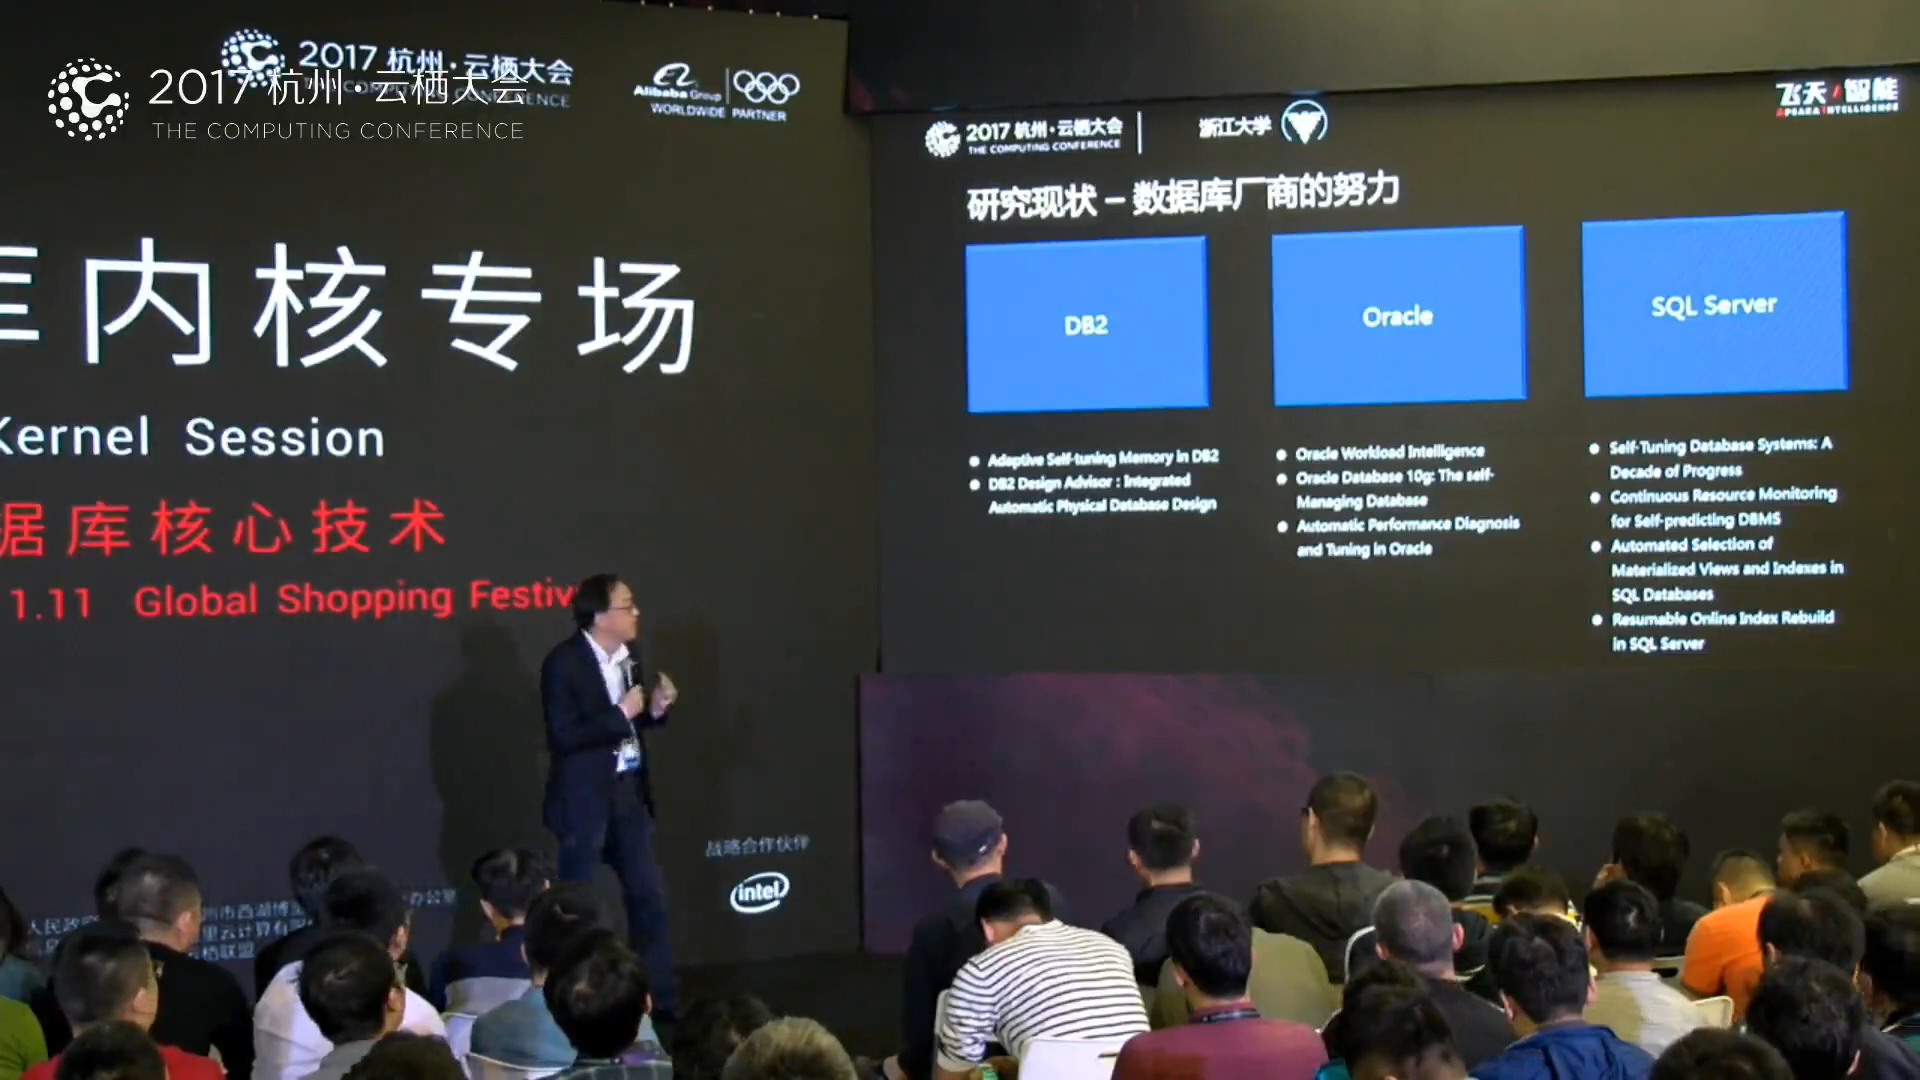 2017 杭州·云栖大会
THE COMPUTING CONFERENCE
2017 杭州·云栖大会
Alibaba Group
WORLDWIDE PARTNER
内核专场
Kernel Session
据库核心技术
1.11 Global Shopping Festiv
战略合作伙伴
intel
2017 杭州·云栖大会
THE COMPUTING CONFERENCE
浙江大学
飞天/智能
APSARA INTELLIGENCE
研究现状 – 数据库厂商的努力
DB2
Adaptive Self-tuning Memory in DB2
DB2 Design Advisor : Integrated
Automatic Physical Database Design
Oracle
Oracle Workload Intelligence
Oracle Database 10g: The self-
Managing Database
Automatic Performance Diagnosis
and Tuning in Oracle
SQL Server
Self-Tuning Database Systems: A
Decade of Progress
Continuous Resource Monitoring
for Self-predicting DBMS
Automated Selection of
Materialized Views and Indexes in
SQL Databases
Resumable Online Index Rebuild
in SQL Server